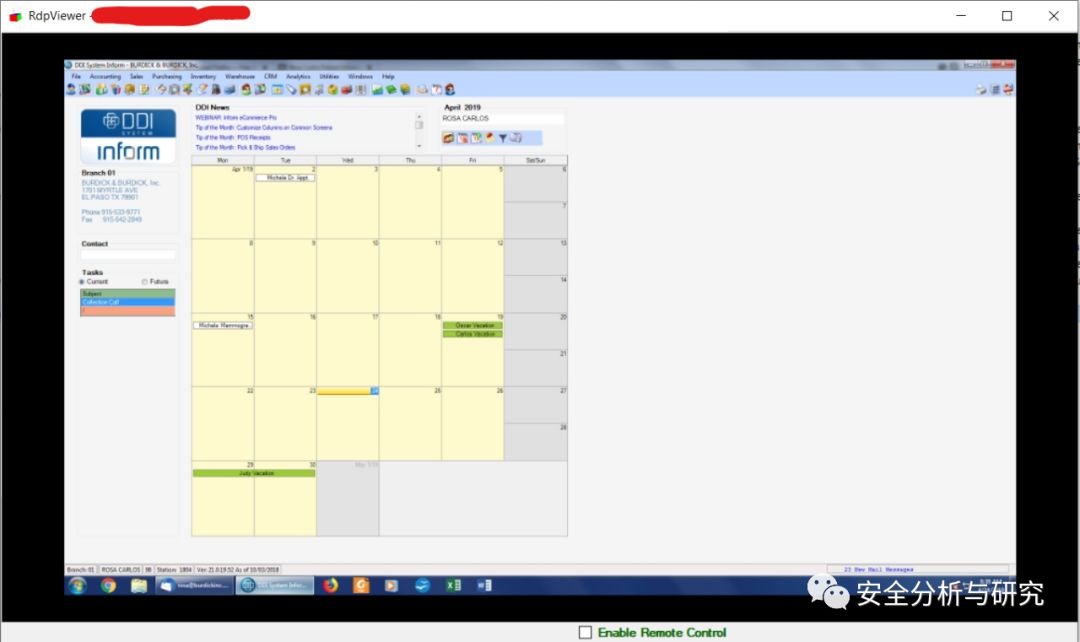 RdpViewer -
DDI System Inform - BURDICK & BURDICK, Inc.
File Accounting Sales Purchasing Inventory Warehouse CRM Analytics Utilities Windows Help
DDI
SYSTEM
inform
Branch 01
BURDICK & BURDICK, Inc.
1701 MYRTLE AVE
EL PASO TX 79901
Phone 915-533-9771
Fax 915-542-2849
Contact
Tasks
Current Future
Subject
Collection Call
DDI News
WEBINAR: Inform eCommerce Pro
Tip of the Month: Customize Columns on Common Screens
Tip of the Month: POS Receipts
Tip of the Month: Pick & Ship Sales Orders
April 2019
ROSA CARLOS
Mon Tue Wed Thu Fri Sat/Sun
Apr 1/19 2 3 4 5 6
Michele Dr. Appt.
7
8 9 10 11 12 13
14
15 16 17 18 19 20
Michele Mammogra
Oscar Vacation
Carlos Vacation
21
22 23 24 25 26 27
28
29 30 May 1/19
Judy Vacation
Branch: 01 ROSA CARLOS 98 Station: 1804 Ver: 21.0.19.52 As of 10/03/2018
23 New Mail Messages
DDI System Infor...
安全分析与研究
Enable Remote Control